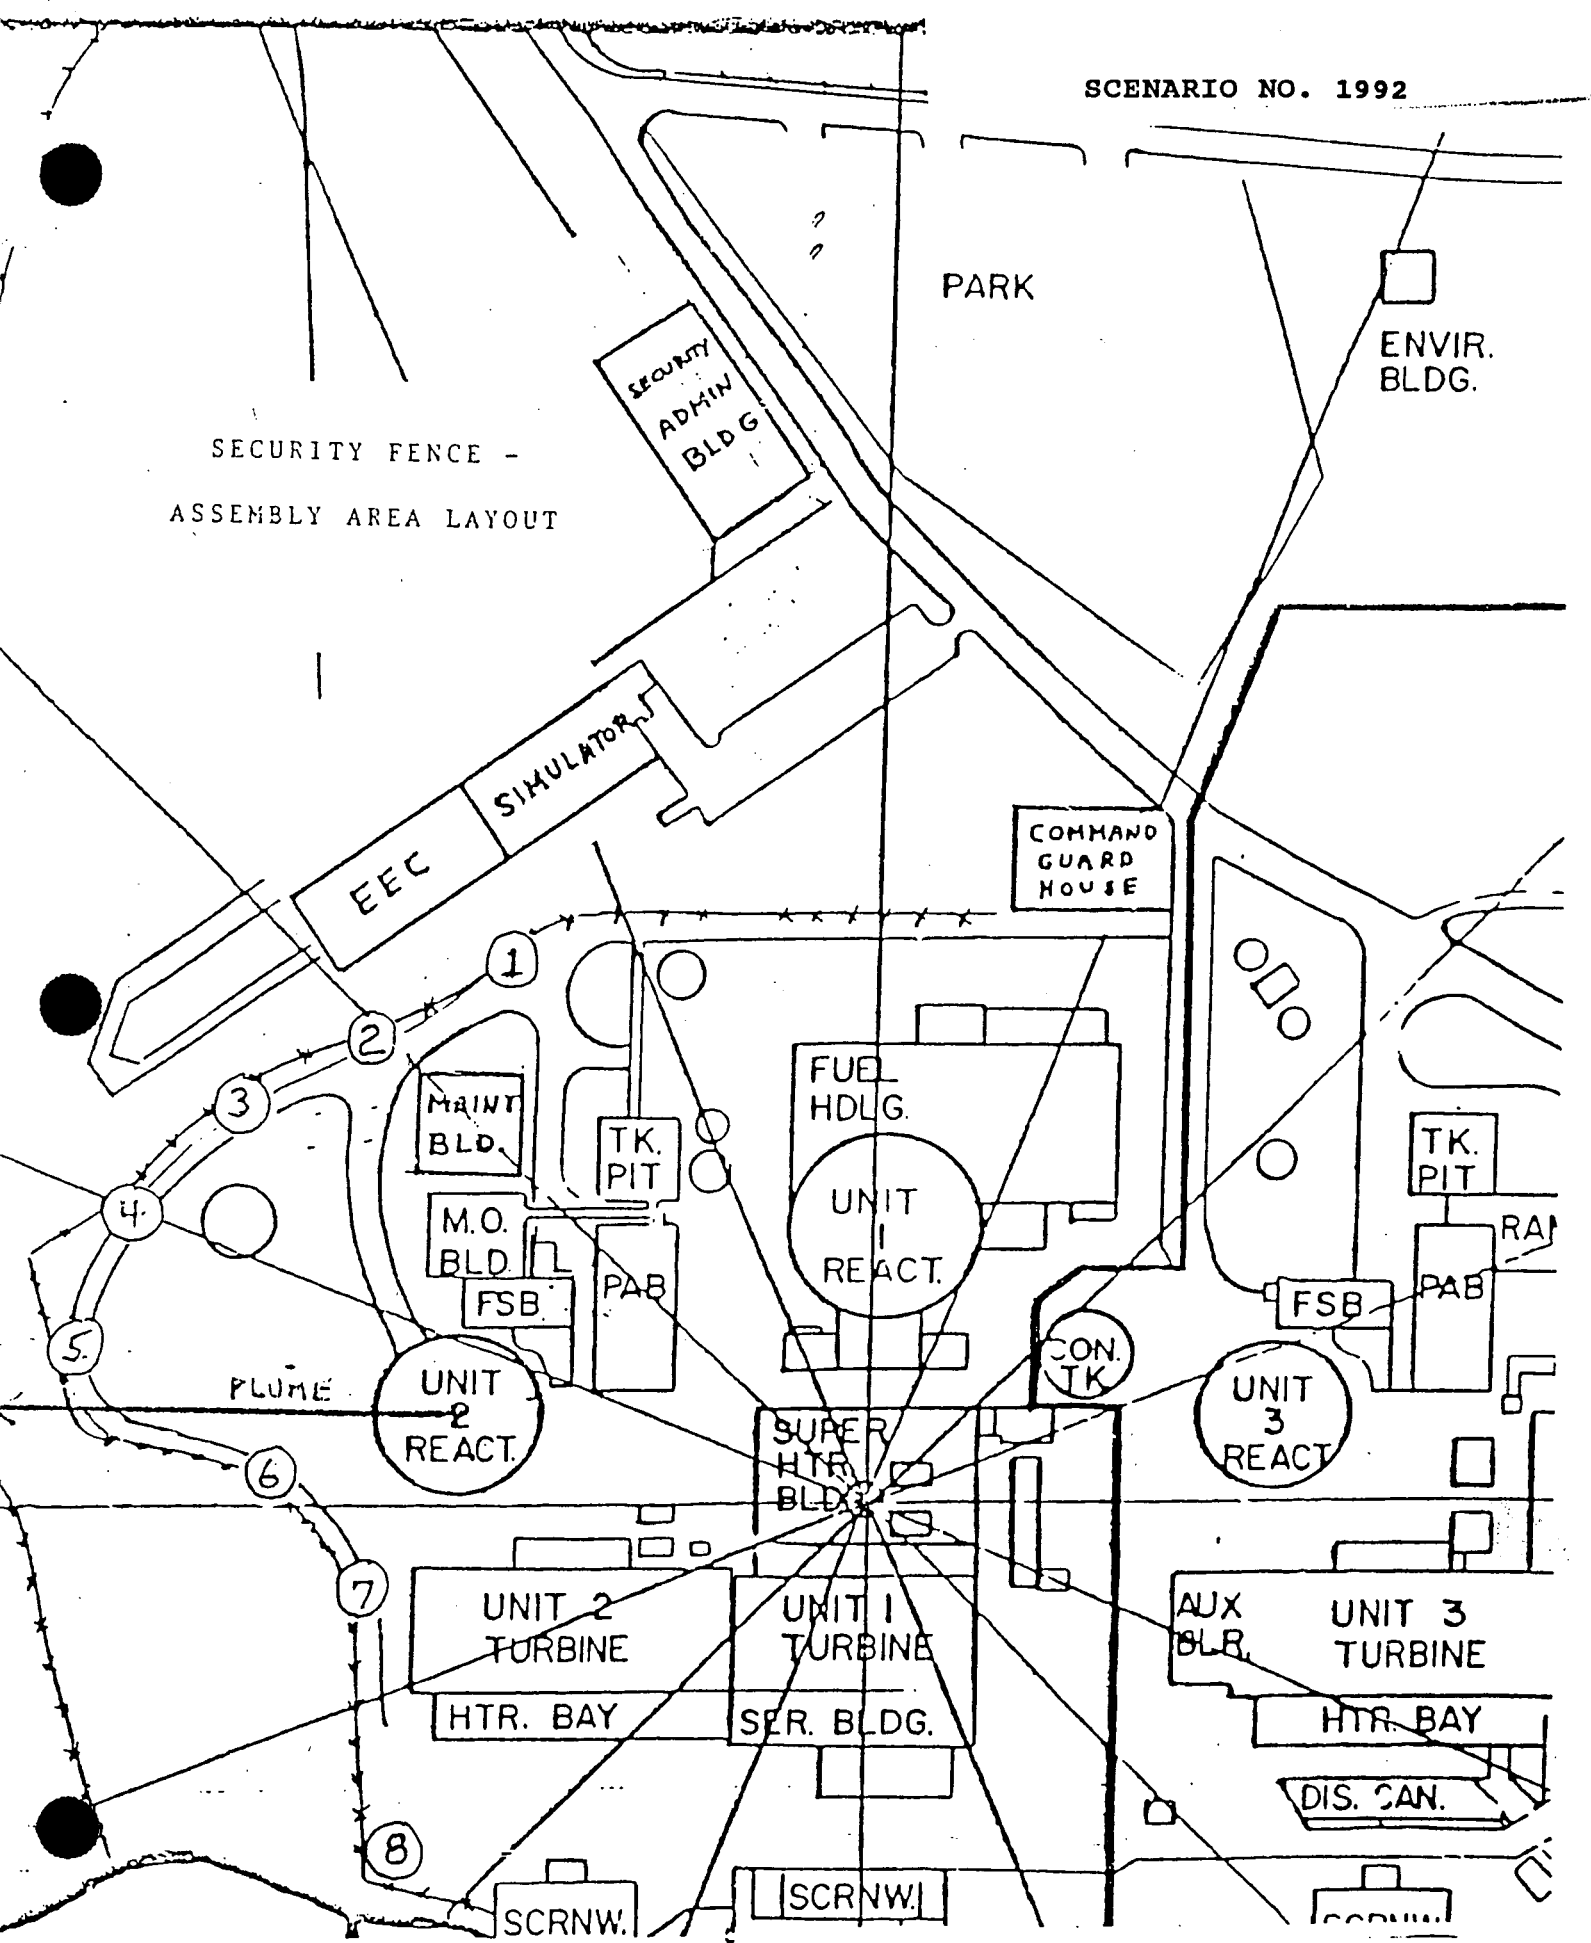 SCENARIO NO. 1992
PARK
ENVIR.
BLDG.
SECURITY
ADMIN
BLDG
SECURITY FENCE -
ASSEMBLY AREA LAYOUT
SIMULATOR
EEC
COMMAND
GUARD
HOUSE
1
2
3
4
5
6
7
8
MAINT
BLD.
TK.
PIT
FUEL
HDLG.
UNIT
1
REACT.
M.O.
BLD.
FSB
PAB
TK.
PIT
FSB
PAB
CON.
TK.
PLUME
UNIT
2
REACT.
UNIT
3
REACT.
SUPER
HTR.
BLDG.
UNIT 2
TURBINE
UNIT 1
TURBINE
AUX
BLR.
UNIT 3
TURBINE
HTR. BAY
SER. BLDG.
HTR. BAY
DIS. CAN.
SCRNW.
SCRNW.